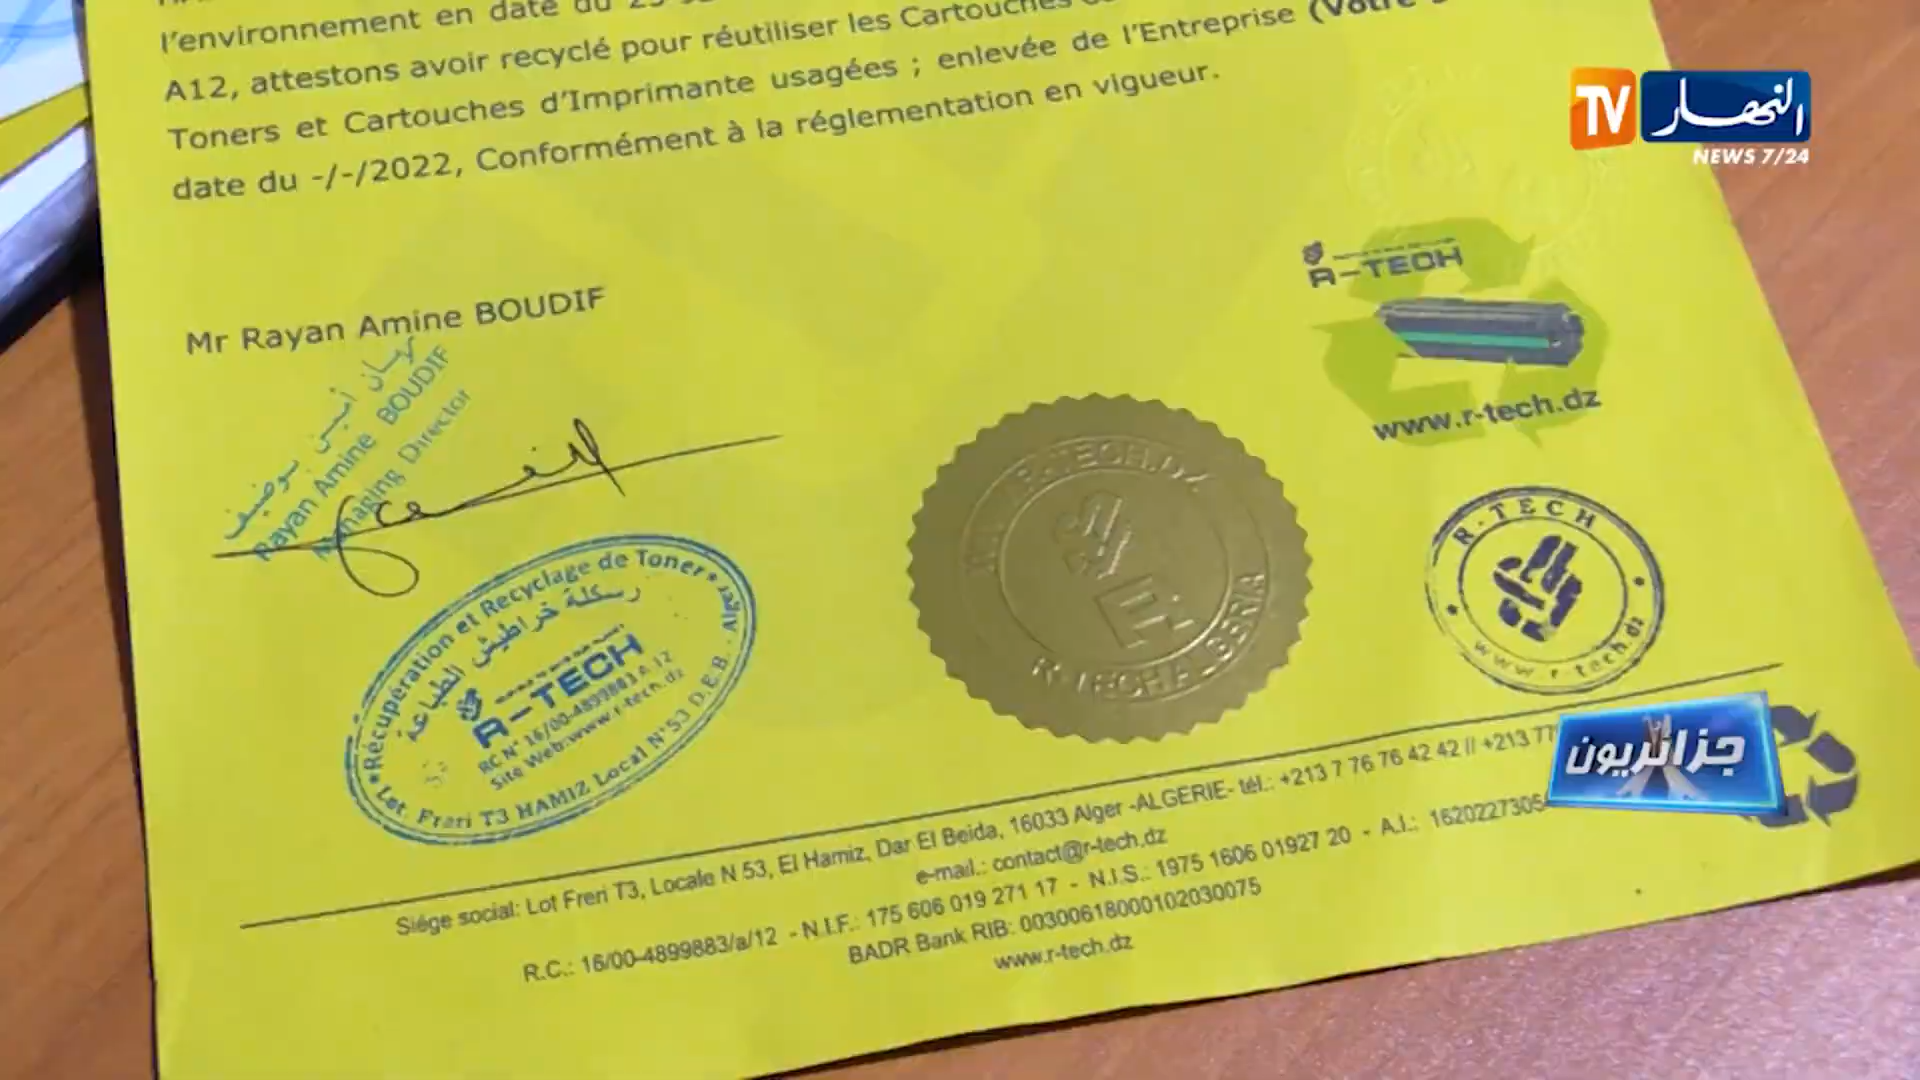 l'environnement en date du
A12, attestons avoir recyclé pour réutiliser les Cartouches
Toners et Cartouches d'Imprimante usagées ; enlevée de l'Entreprise (Votre
date du -/-/2022, Conformément à la réglementation en vigueur.
TV النهار
NEWS 7/24
R-TECH
www.r-tech.dz
Mr Rayan Amine BOUDIF
ريان أمين بوضيف
Rayan Amine BOUDIF
Managing Director
Récupération et Recyclage de Toner
رسكلة خراطيش الطباعة
R-TECH
RC N° 16/00-4899883 A 12
Site Web:www.r-tech.dz
Lot Freri T3 HAMIZ Local N°53 D.E.B. Alger
WWW.R-TECH.DZ
R-TECH ALGERIA
R-TECH
www.r-tech.dz
جزائريون
Siége social: Lot Freri T3, Locale N 53, El Hamiz, Dar El Beida, 16033 Alger -ALGERIE- tél.: +213 7 76 76 42 42 // +213 77
e-mail.: contact@r-tech.dz
R.C.: 16/00-4899883/a/12 - N.I.F.: 175 606 019 271 17 - N.I.S.: 1975 1606 01927 20 - A.I.: 1620227305
BADR Bank RIB: 00300618000102030075
www.r-tech.dz